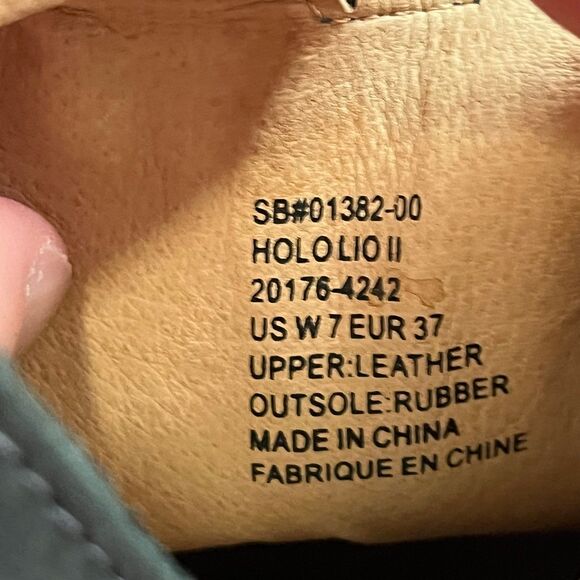 SB#01382-00
HOLO LIO II
20176-4242
US W 7 EUR 37
UPPER:LEATHER
OUTSOLE:RUBBER
MADE IN CHINA
FABRIQUE EN CHINE